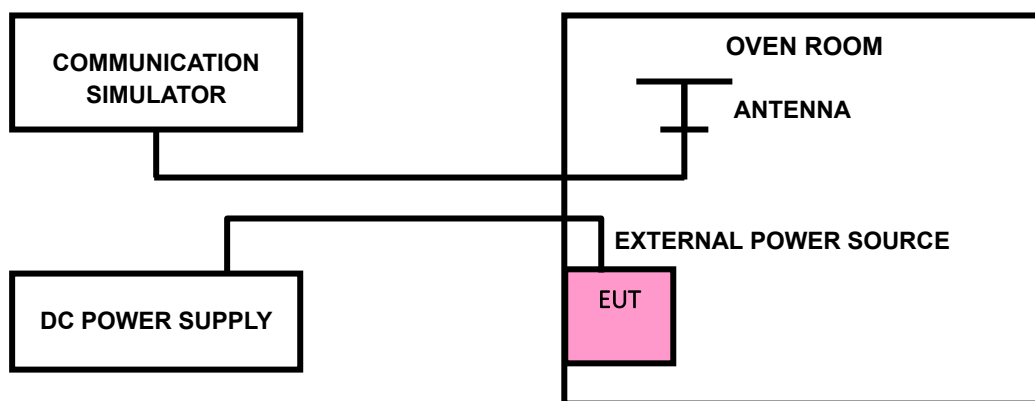 COMMUNICATION
SIMULATOR
OVEN ROOM
ANTENNA
EXTERNAL POWER SOURCE
DC POWER SUPPLY
EUT